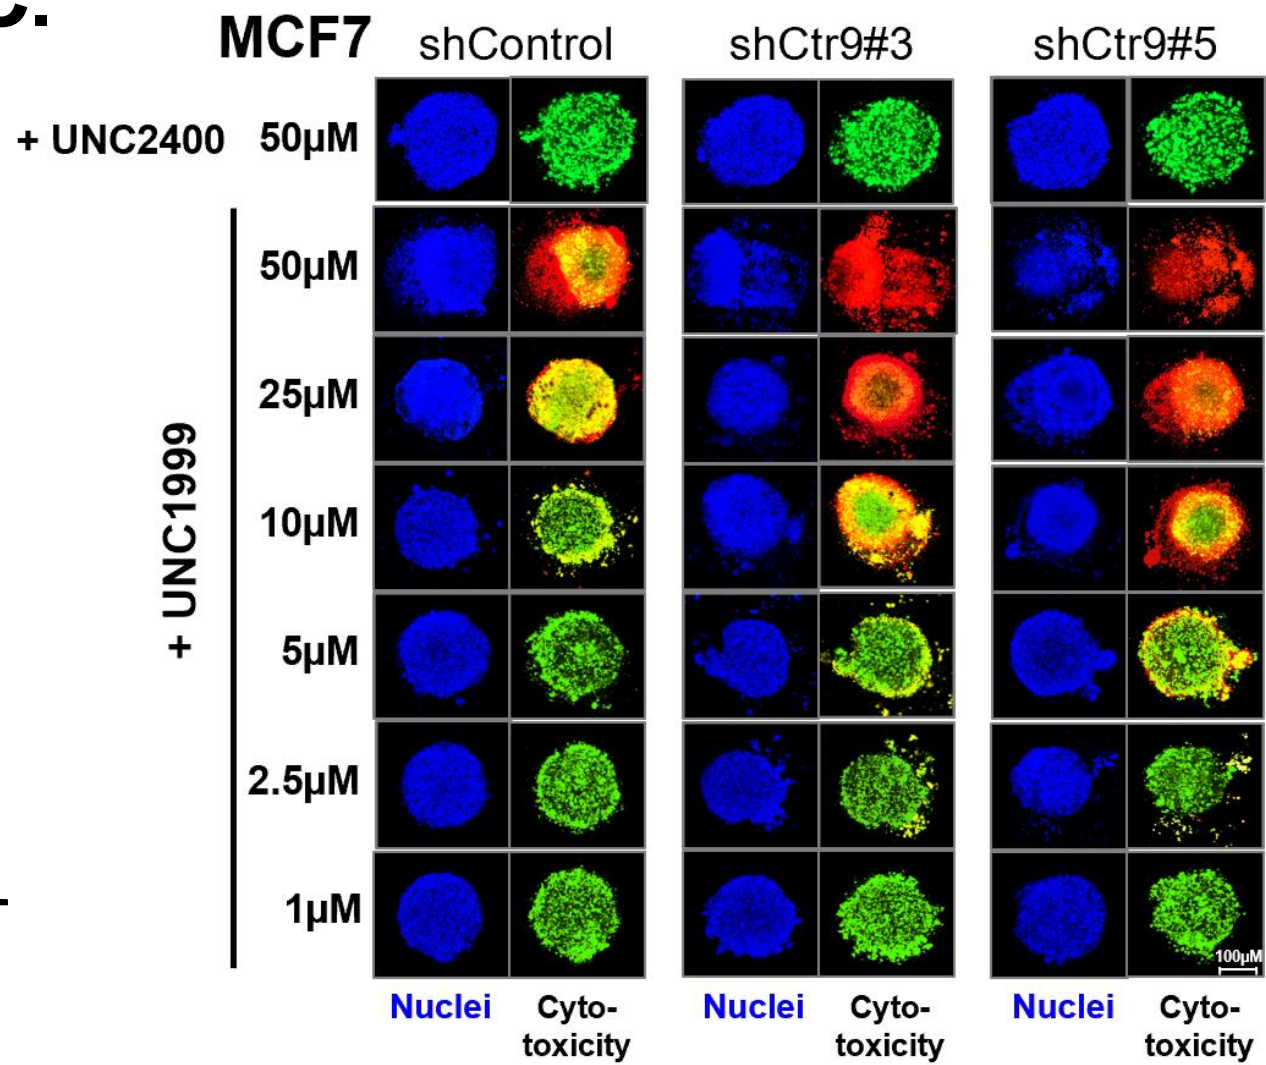 MCF7 shControl shCtr9#3 shCtr9#5
+ UNC2400 50µM
50µM
25µM
10µM
+ UNC1999
5µM
2.5µM
1µM
100µM
Nuclei Cyto-toxicity Nuclei Cyto-toxicity Nuclei Cyto-toxicity